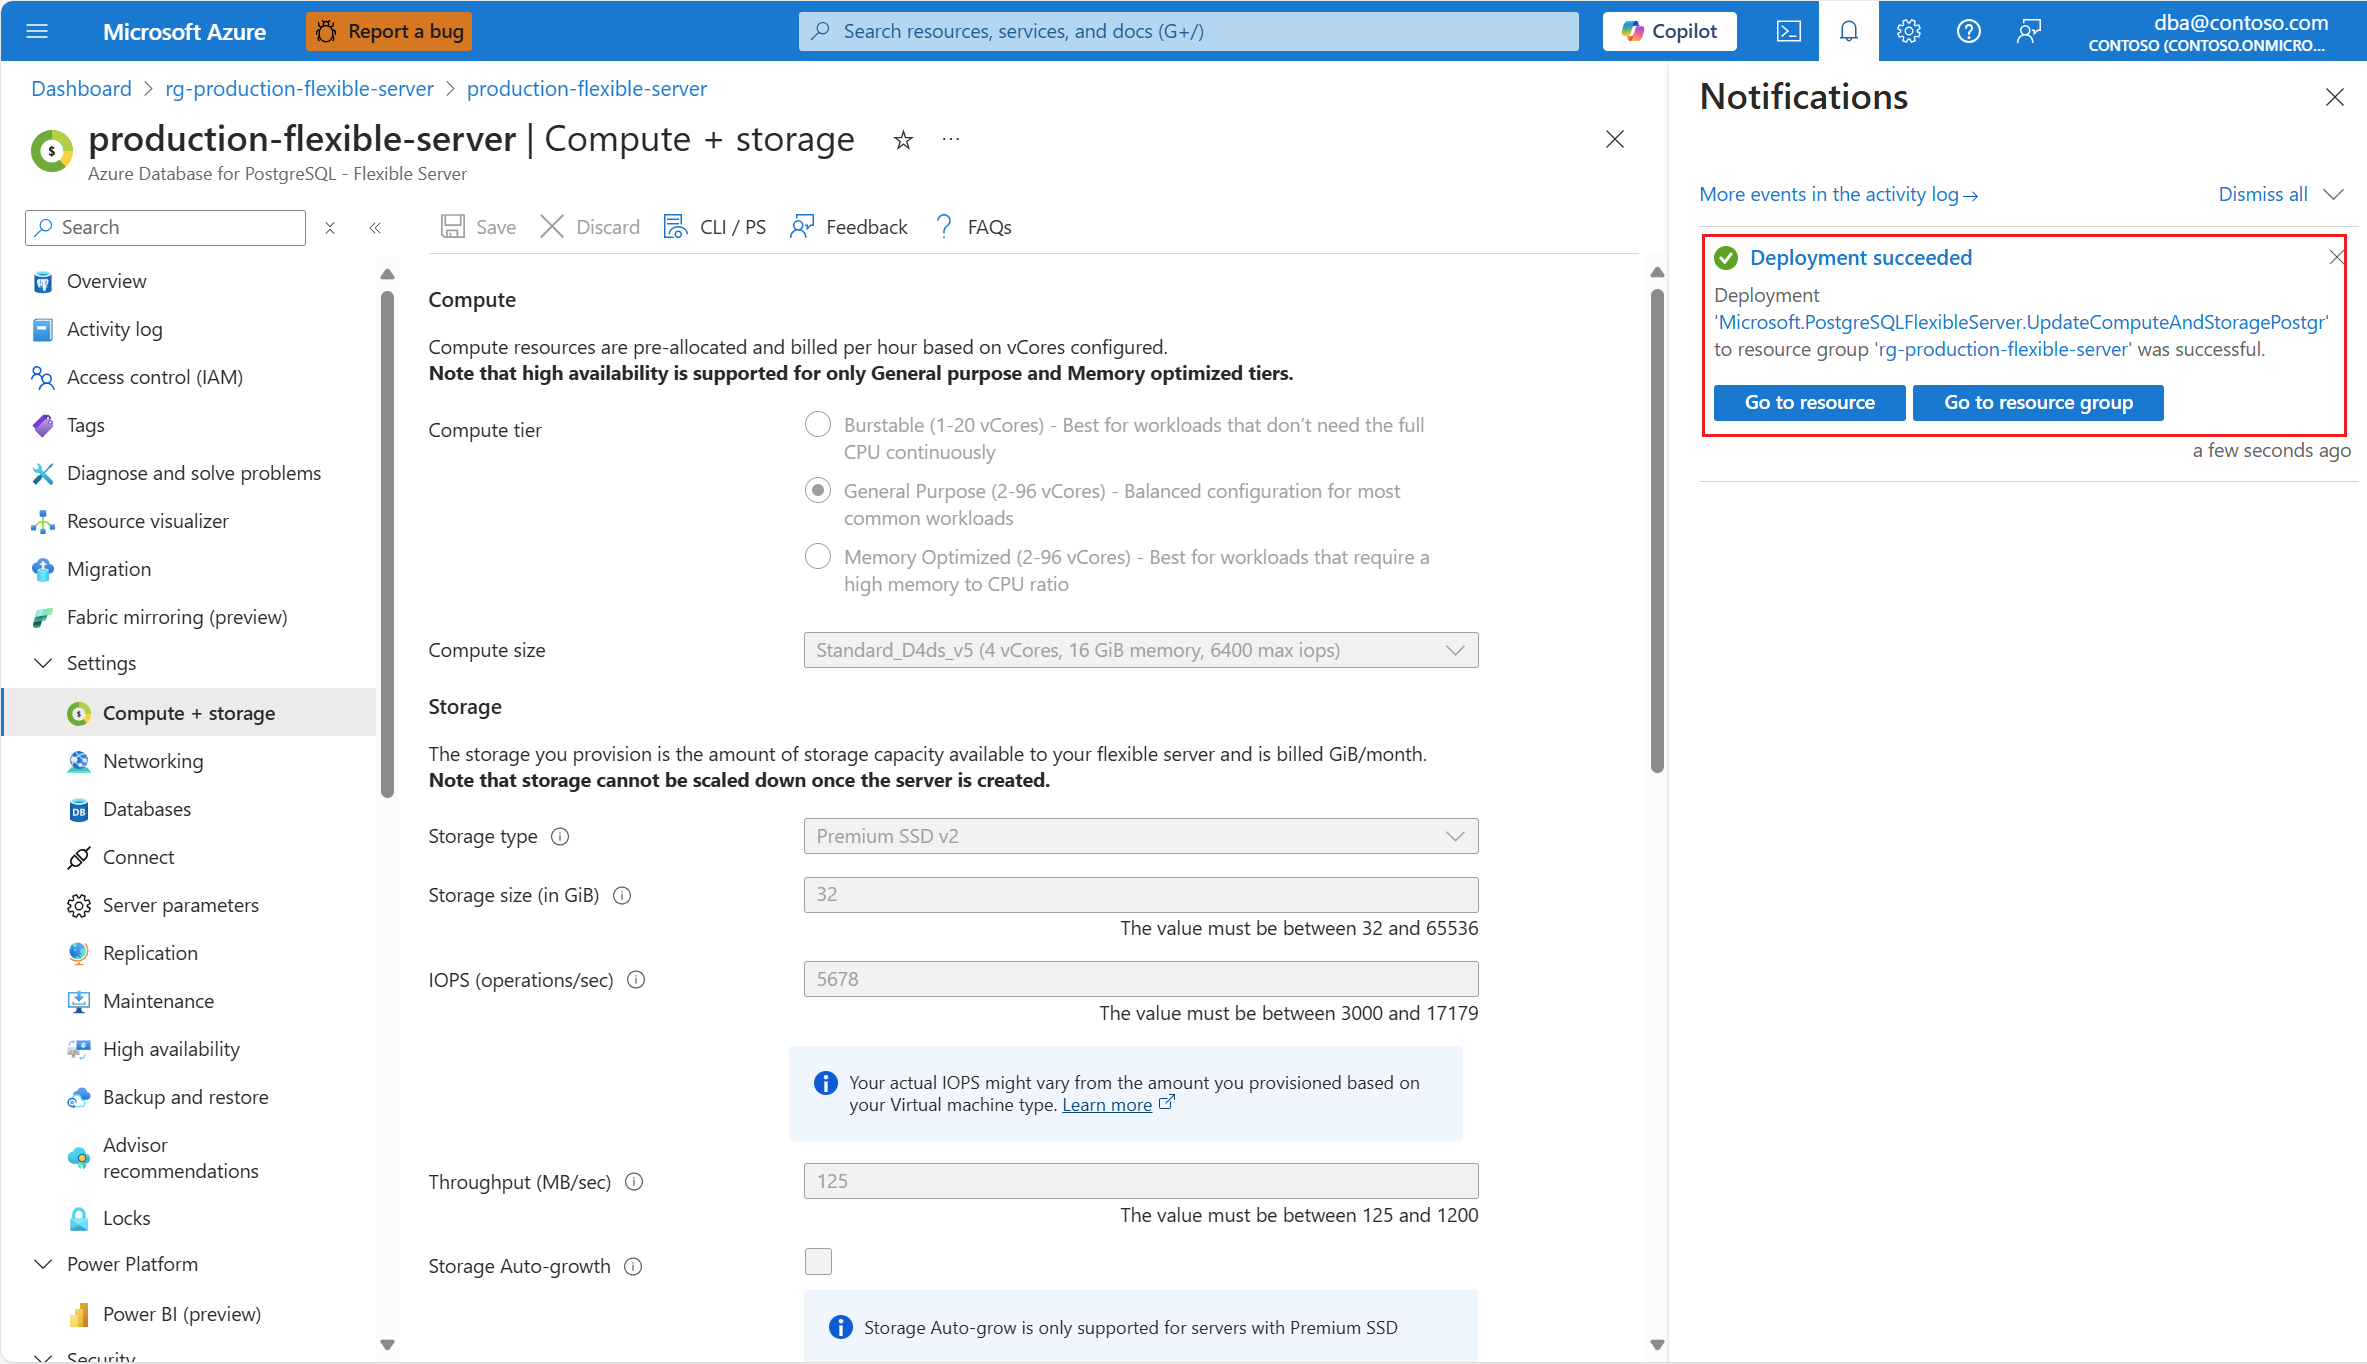 Microsoft Azure
Report a bug
Search resources, services, and docs (G+/)
Copilot
dba@contoso.com
CONTOSO (CONTOSO.ONMICRO...
Dashboard > rg-production-flexible-server > production-flexible-server
production-flexible-server | Compute + storage
Azure Database for PostgreSQL - Flexible Server
Search
Overview
Activity log
Access control (IAM)
Tags
Diagnose and solve problems
Resource visualizer
Migration
Fabric mirroring (preview)
Settings
Compute + storage
Networking
Databases
Connect
Server parameters
Replication
Maintenance
High availability
Backup and restore
Advisor
recommendations
Locks
Power Platform
Power BI (preview)
Security
Save
Discard
CLI / PS
Feedback
FAQs
Compute
Compute resources are pre-allocated and billed per hour based on vCores configured.
Note that high availability is supported for only General purpose and Memory optimized tiers.
Compute tier
Burstable (1-20 vCores) - Best for workloads that don’t need the full
CPU continuously
General Purpose (2-96 vCores) - Balanced configuration for most
common workloads
Memory Optimized (2-96 vCores) - Best for workloads that require a
high memory to CPU ratio
Compute size
Standard_D4ds_v5 (4 vCores, 16 GiB memory, 6400 max iops)
Storage
The storage you provision is the amount of storage capacity available to your flexible server and is billed GiB/month.
Note that storage cannot be scaled down once the server is created.
Storage type
Premium SSD v2
Storage size (in GiB)
32
The value must be between 32 and 65536
IOPS (operations/sec)
5678
The value must be between 3000 and 17179
Your actual IOPS might vary from the amount you provisioned based on
your Virtual machine type. Learn more
Throughput (MB/sec)
125
The value must be between 125 and 1200
Storage Auto-growth
Storage Auto-grow is only supported for servers with Premium SSD
Notifications
More events in the activity log→
Dismiss all
Deployment succeeded
Deployment
'Microsoft.PostgreSQLFlexibleServer.UpdateComputeAndStoragePostgr'
to resource group 'rg-production-flexible-server' was successful.
Go to resource
Go to resource group
a few seconds ago